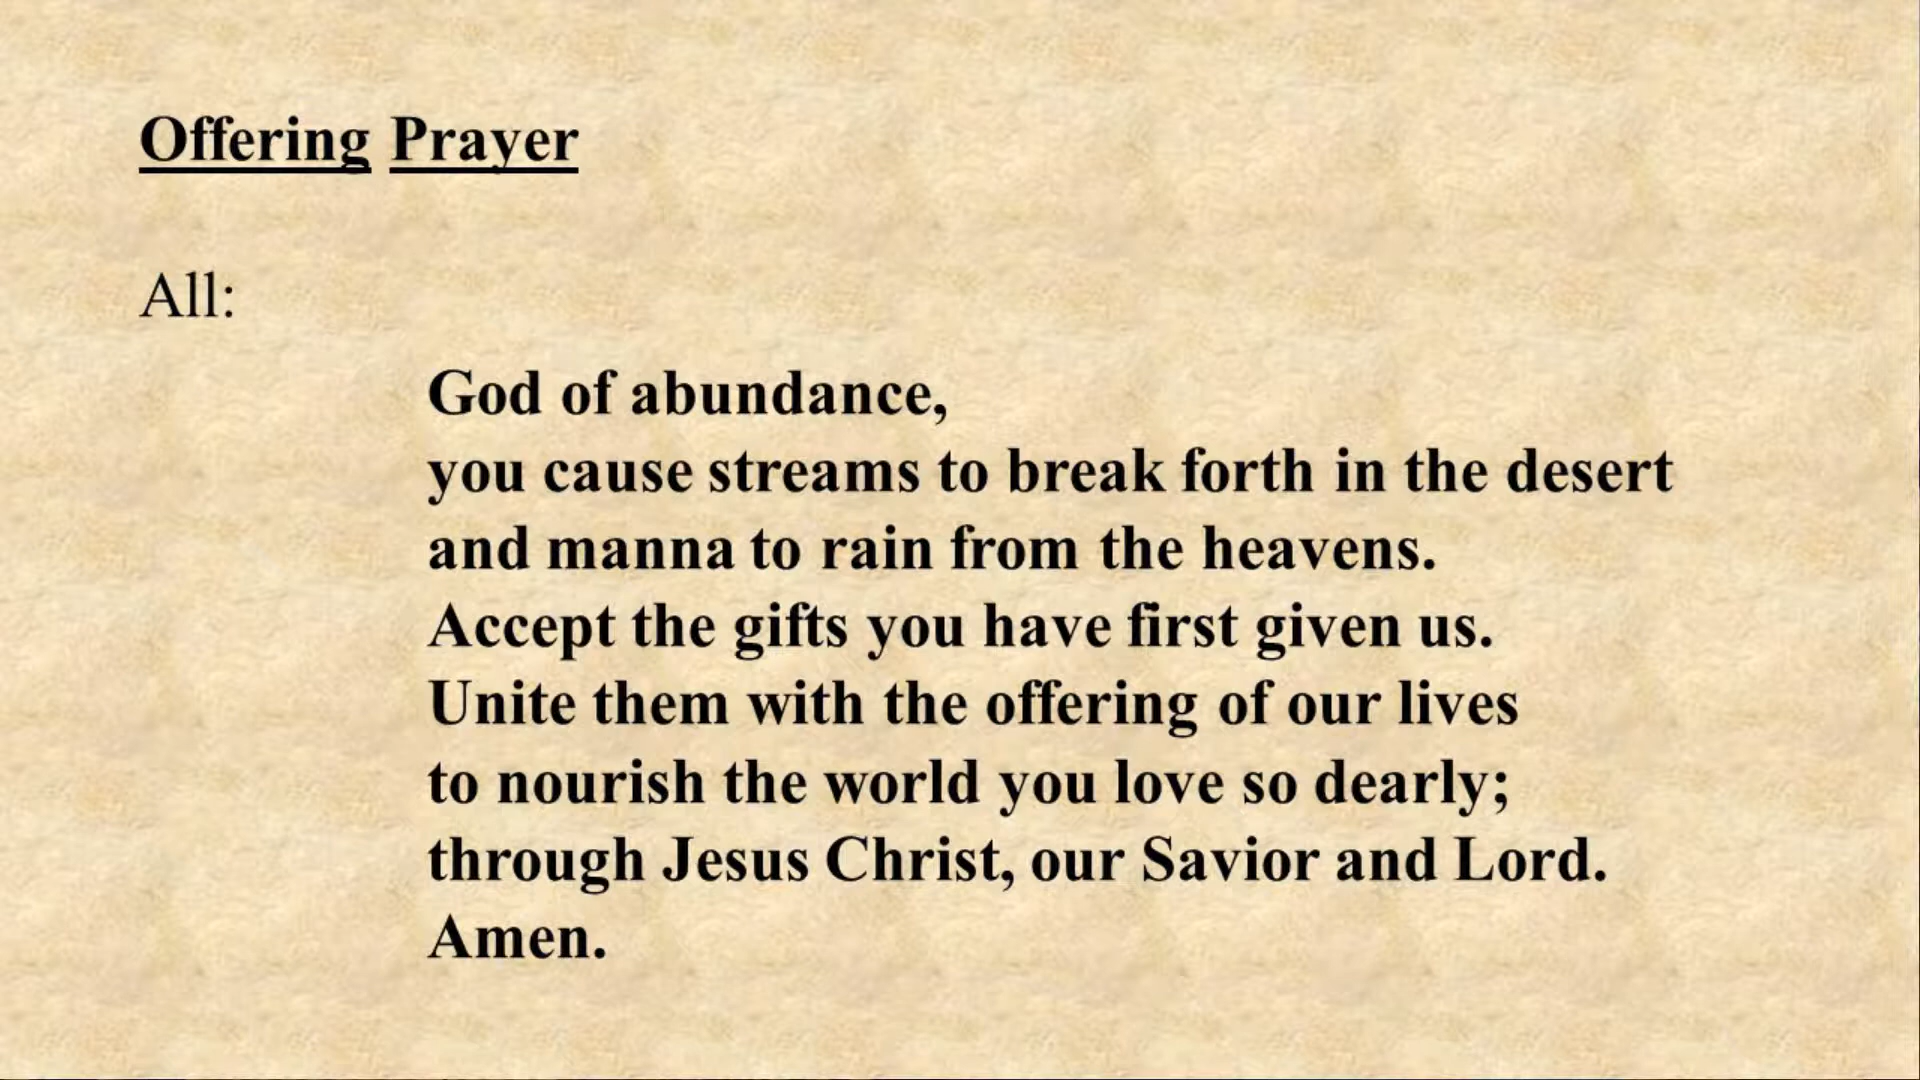 Offering Prayer
All:
God of abundance,
you cause streams to break forth in the desert
and manna to rain from the heavens.
Accept the gifts you have first given us.
Unite them with the offering of our lives
to nourish the world you love so dearly;
through Jesus Christ, our Savior and Lord.
Amen.